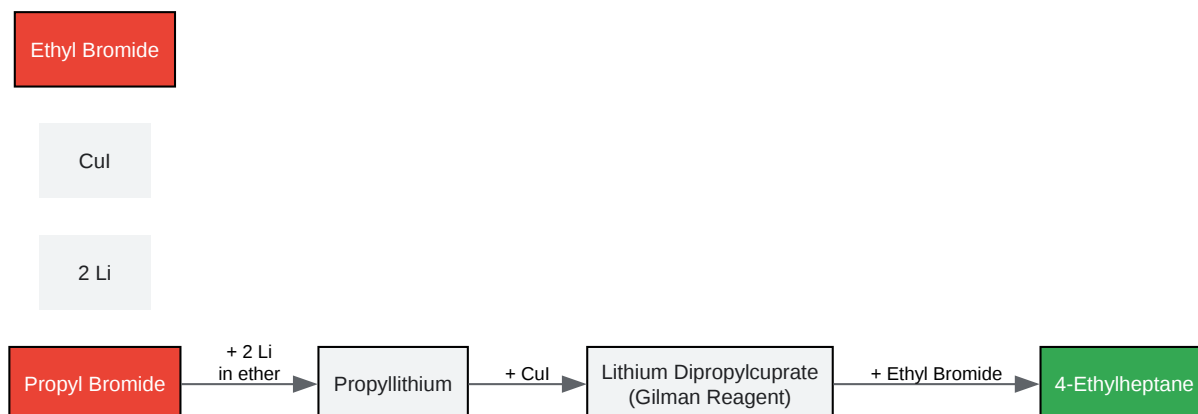 Ethyl Bromide
CuI
2 Li
Propyl Bromide
+ 2 Li
in ether
Propyllithium
+ CuI
Lithium Dipropylcuprate
(Gilman Reagent)
+ Ethyl Bromide
4-Ethylheptane